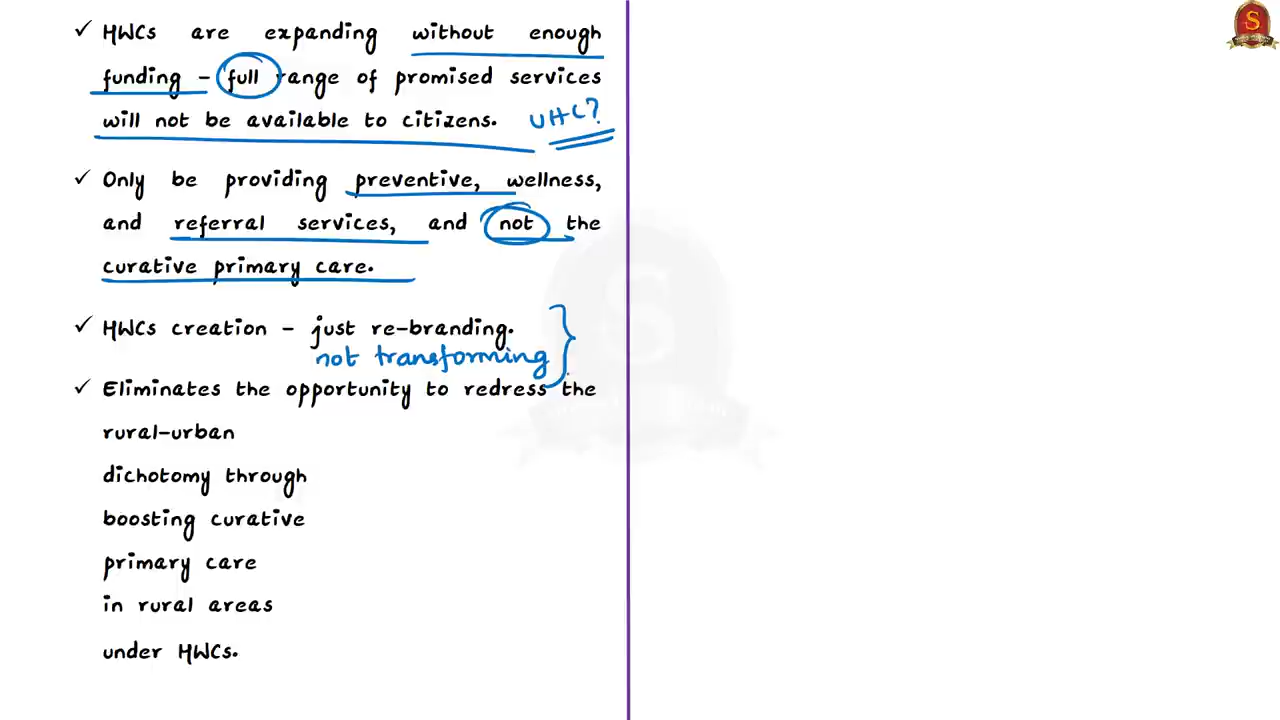 ✓ HWCs are expanding without enough
funding – full range of promised services
will not be available to citizens. UHC?
✓ Only be providing preventive, wellness,
and referral services, and not the
curative primary care.
✓ HWCs creation – just re-branding.
not transforming
✓ Eliminates the opportunity to redress the
rural-urban
dichotomy through
boosting curative
primary care
in rural areas
under HWCs.
S